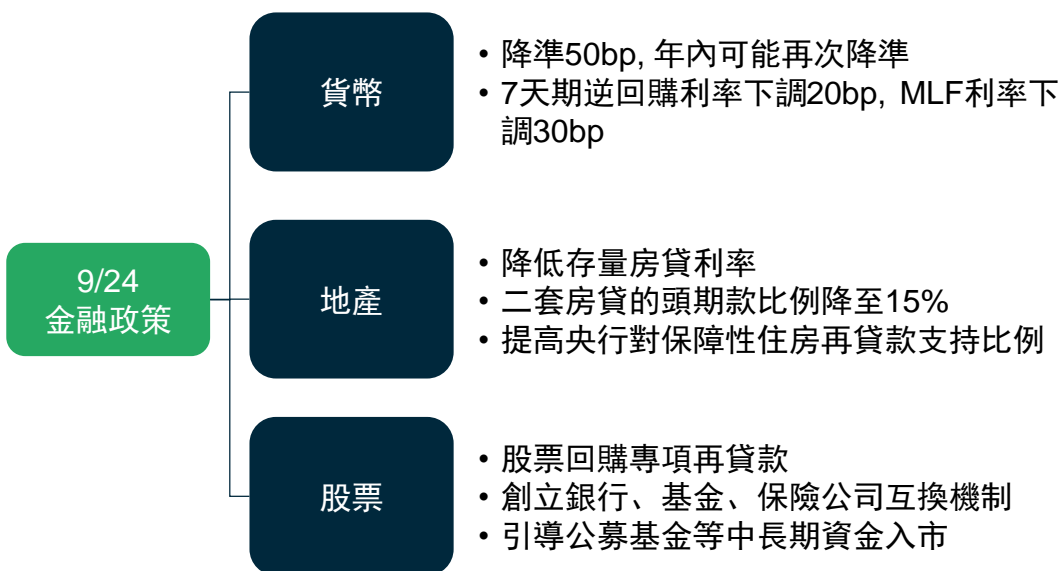 9/24
金融政策
貨幣
• 降準50bp, 年內可能再次降準
• 7天期逆回購利率下調20bp, MLF利率下
調30bp
地產
• 降低存量房貸利率
• 二套房貸的頭期款比例降至15%
• 提高央行對保障性住房再貸款支持比例
股票
• 股票回購專項再貸款
• 創立銀行、基金、保險公司互換機制
• 引導公募基金等中長期資金入市